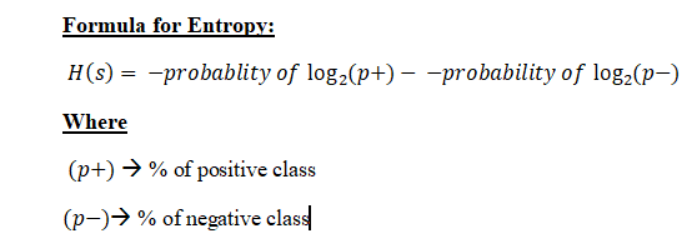 Formula for Entropy:
H(s) = −probablity of log₂(p+) − −probability of log₂(p−)
Where
(p+) → % of positive class
(p−)→ % of negative class